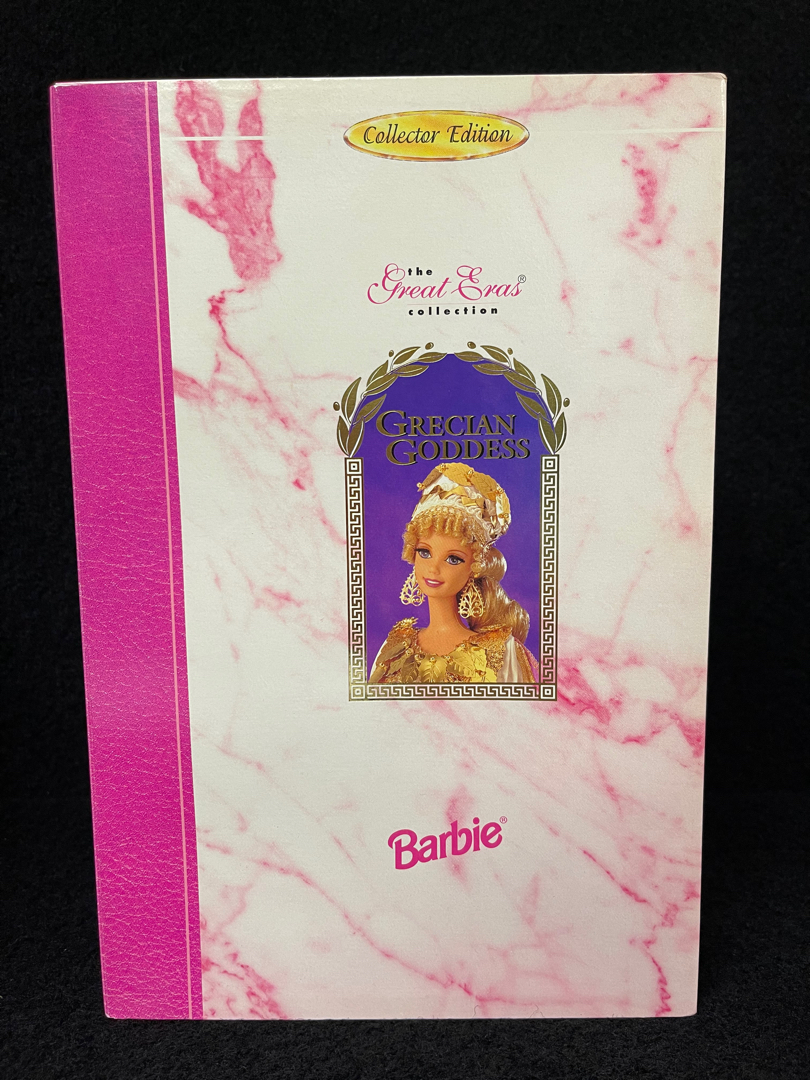 Collector Edition
the
Great Eras®
collection
GRECIAN
GODDESS
Barbie®